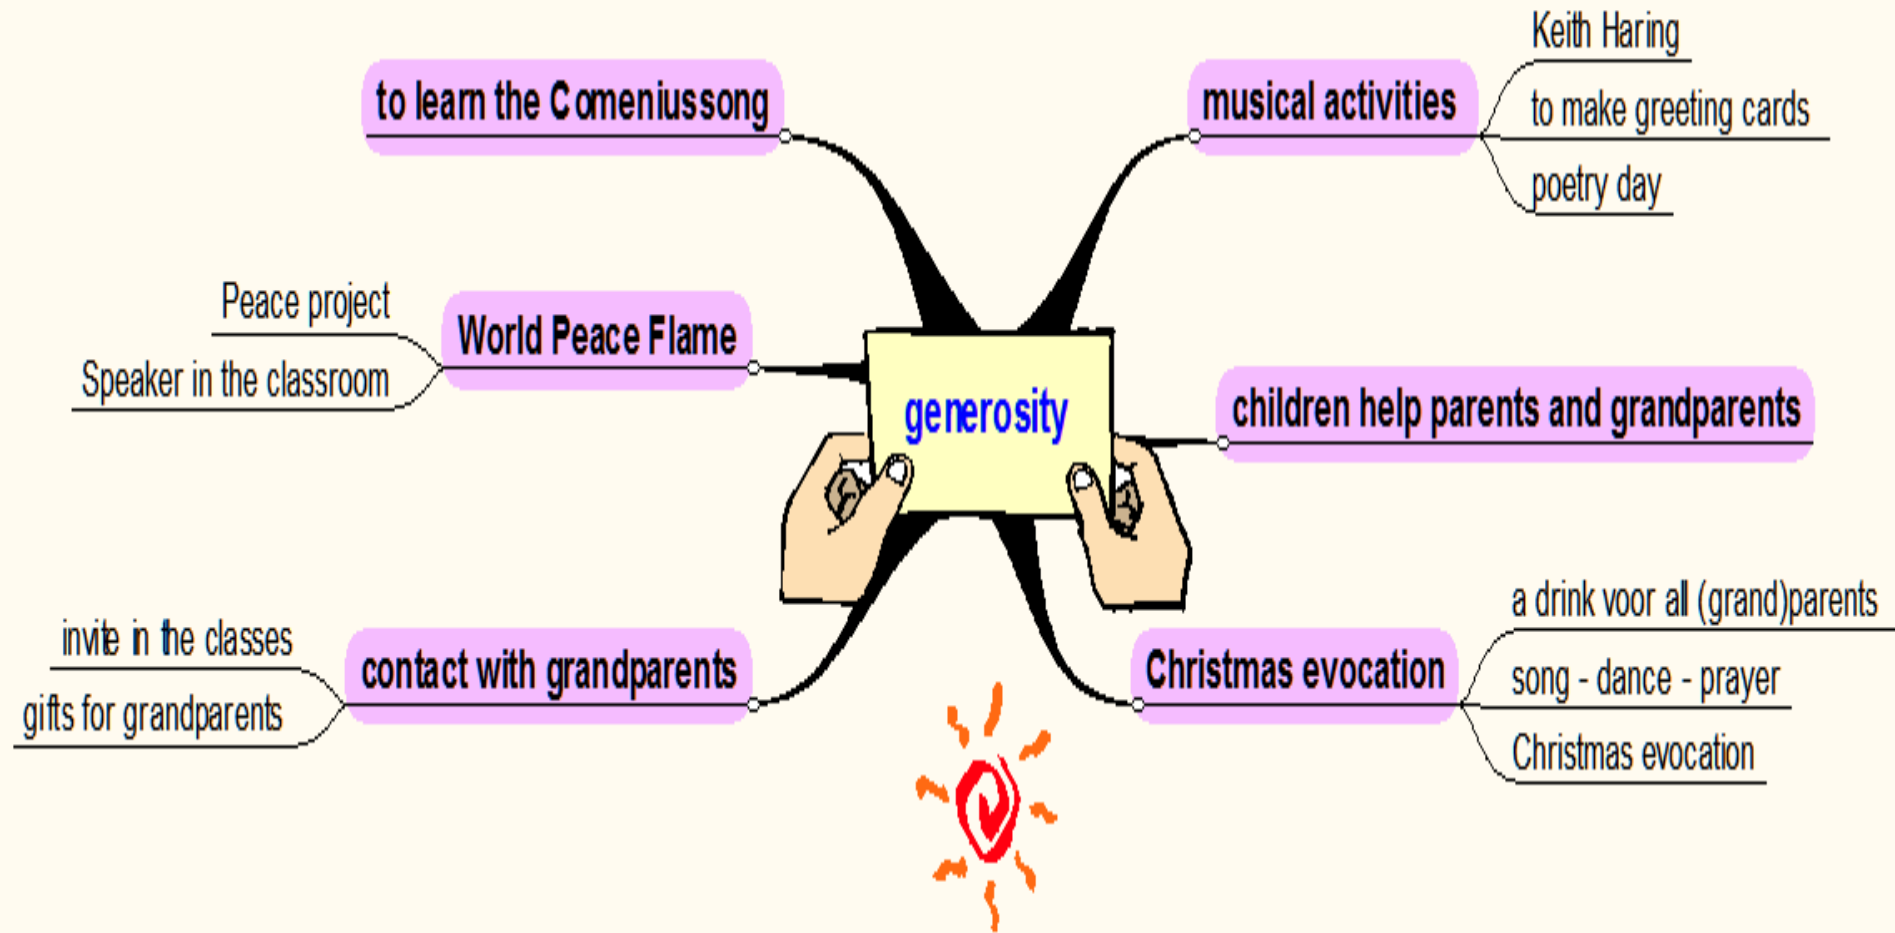 to learn the Comeniussong
musical activities
Keith Haring
to make greeting cards
poetry day
World Peace Flame
Peace project
Speaker in the classroom
generosity
children help parents and grandparents
contact with grandparents
invite in the classes
gifts for grandparents
Christmas evocation
a drink voor all (grand)parents
song - dance - prayer
Christmas evocation